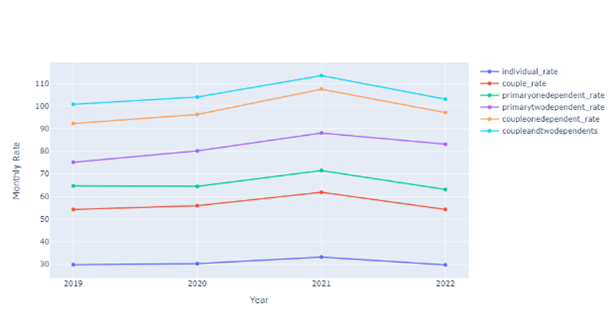 individual_rate
couple_rate
primaryonedependent_rate
primarytwodependent_rate
coupleonedependent_rate
coupleandtwodependents
110
100
90
80
70
60
50
40
30
Monthly Rate
2019 2020 2021 2022
Year